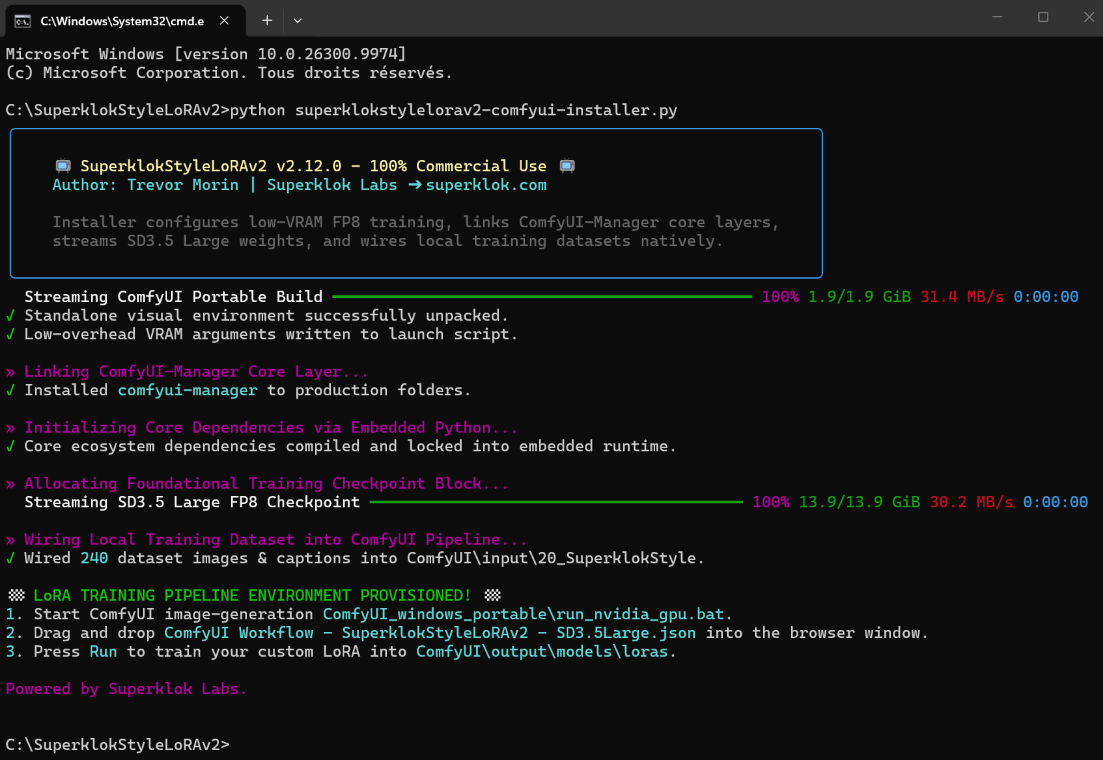 C:\Windows\System32\cmd.e
Microsoft Windows [version 10.0.26300.9974]
(c) Microsoft Corporation. Tous droits réservés.
C:\SuperklokStyleLoRAv2>python superklokstylelorav2-comfyui-installer.py
SuperklokStyleLoRAv2 v2.12.0 - 100% Commercial Use
Author: Trevor Morin | Superklok Labs ➔ superklok.com
Installer configures low-VRAM FP8 training, links ComfyUI-Manager core layers,
streams SD3.5 Large weights, and wires local training datasets natively.
Streaming ComfyUI Portable Build 100% 1.9/1.9 GiB 31.4 MB/s 0:00:00
√ Standalone visual environment successfully unpacked.
√ Low-overhead VRAM arguments written to launch script.
» Linking ComfyUI-Manager Core Layer...
√ Installed comfyui-manager to production folders.
» Initializing Core Dependencies via Embedded Python...
√ Core ecosystem dependencies compiled and locked into embedded runtime.
» Allocating Foundational Training Checkpoint Block...
Streaming SD3.5 Large FP8 Checkpoint 100% 13.9/13.9 GiB 30.2 MB/s 0:00:00
» Wiring Local Training Dataset into ComfyUI Pipeline...
√ Wired 240 dataset images & captions into ComfyUI\input\20_SuperklokStyle.
LoRA TRAINING PIPELINE ENVIRONMENT PROVISIONED!
1. Start ComfyUI image-generation ComfyUI_windows_portable\run_nvidia_gpu.bat.
2. Drag and drop ComfyUI Workflow - SuperklokStyleLoRAv2 - SD3.5Large.json into the browser window.
3. Press Run to train your custom LoRA into ComfyUI\output\models\loras.
Powered by Superklok Labs.
C:\SuperklokStyleLoRAv2>